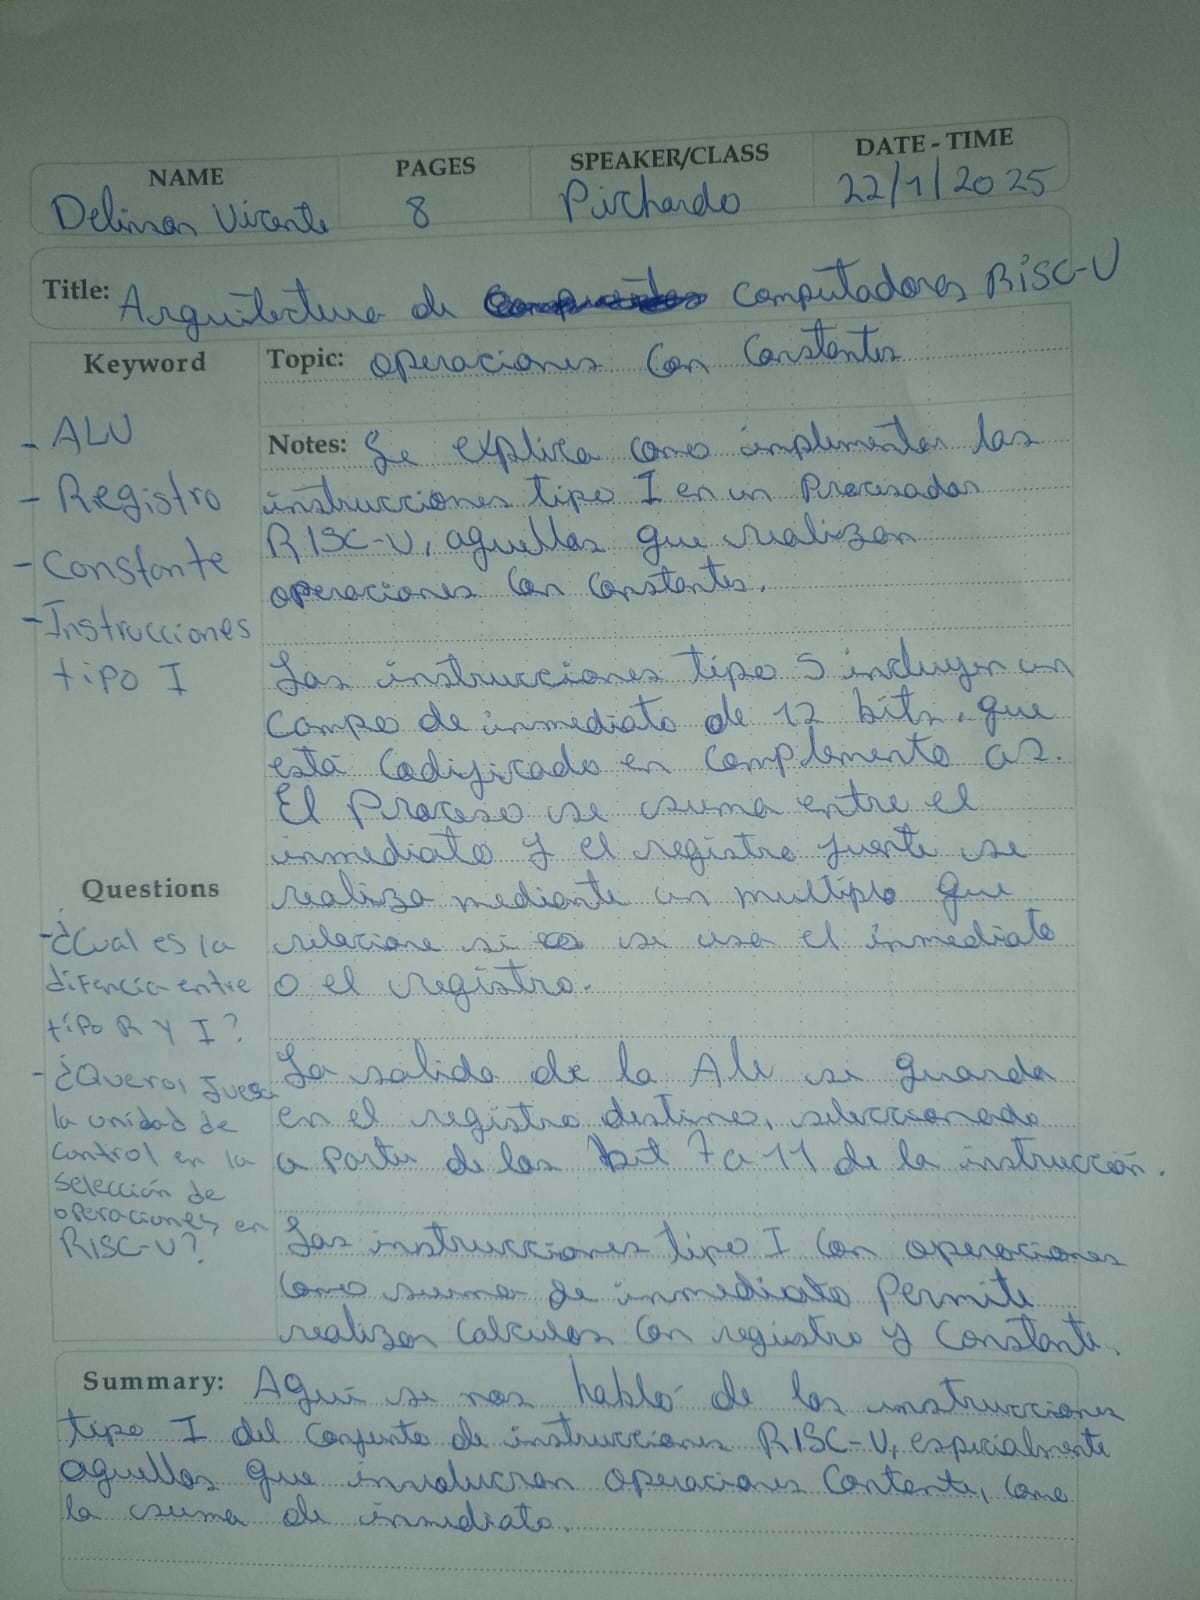 NAME
PAGES
SPEAKER/CLASS
DATE - TIME
Delinson Vicente
8
Pichardo
22/1/2025
Title: Arquitectura de computadores RISC-V
Keyword
- ALU
- Registro
- Constante
- Instrucciones
tipo I
Topic: operaciones con constantes
Notes: Se explica como implementar las
instrucciones tipo I en un Procesador
RISC-V, aquellas que realizan
operaciones con constantes.
Las instrucciones tipo 5 incluyen un
campo de inmediato de 12 bits, que
está codificado en complemento a 2.
El Proceso se suma entre el
inmediato y el registro fuente se
realiza mediante un multiplo que
relacione si se usa el inmediato
o el registro.
La salida de la Alu se guarda
en el registro destino, seleccionado
a partir de los bit 7 a 11 de la instrucción.
Las instrucciones tipo I con operaciones
como suma de inmediato Permite
realizar calculos con registro y constante.
Questions
- ¿Cual es la
difencia entre
tipo R y I?
- ¿Que rol juega
la unidad de
control en la
selección de
operaciones en
RISC-V?
Summary: Aqui se nos habló de las instrucciones
tipo I del conjunto de instrucciones RISC-V, especialmente
aquellas que involucran operaciones contante, como
la suma de inmediato.